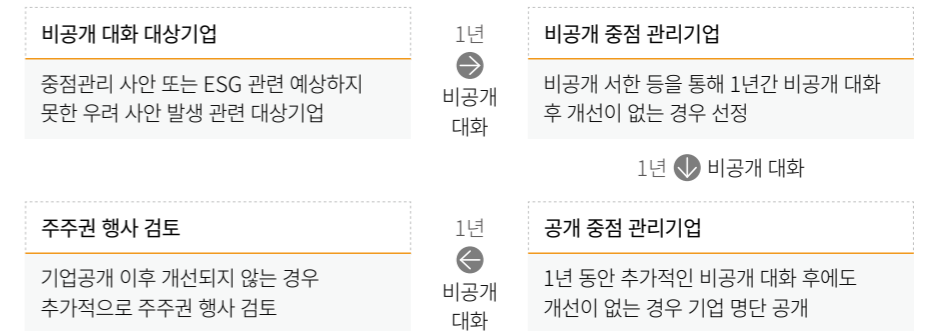 비공개 대화 대상기업
중점관리 사안 또는 ESG 관련 예상하지
못한 우려 사안 발생 관련 대상기업
1년
비공개
대화
비공개 중점 관리기업
비공개 서한 등을 통해 1년간 비공개 대화
후 개선이 없는 경우 선정
1년 비공개 대화
공개 중점 관리기업
1년 동안 추가적인 비공개 대화 후에도
개선이 없는 경우 기업 명단 공개
1년
비공개
대화
주주권 행사 검토
기업공개 이후 개선되지 않는 경우
추가적으로 주주권 행사 검토